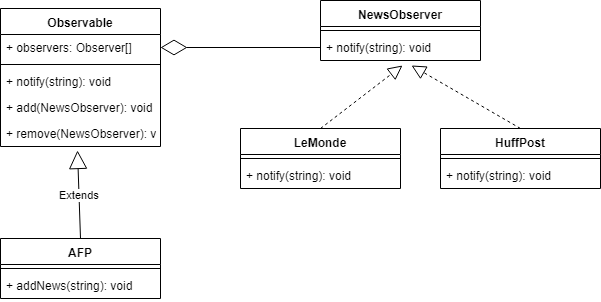 Observable
+ observers: Observer[]
+ notify(string): void
+ add(NewsObserver): void
+ remove(NewsObserver): v
NewsObserver
+ notify(string): void
LeMonde
+ notify(string): void
HuffPost
+ notify(string): void
Extends
AFP
+ addNews(string): void